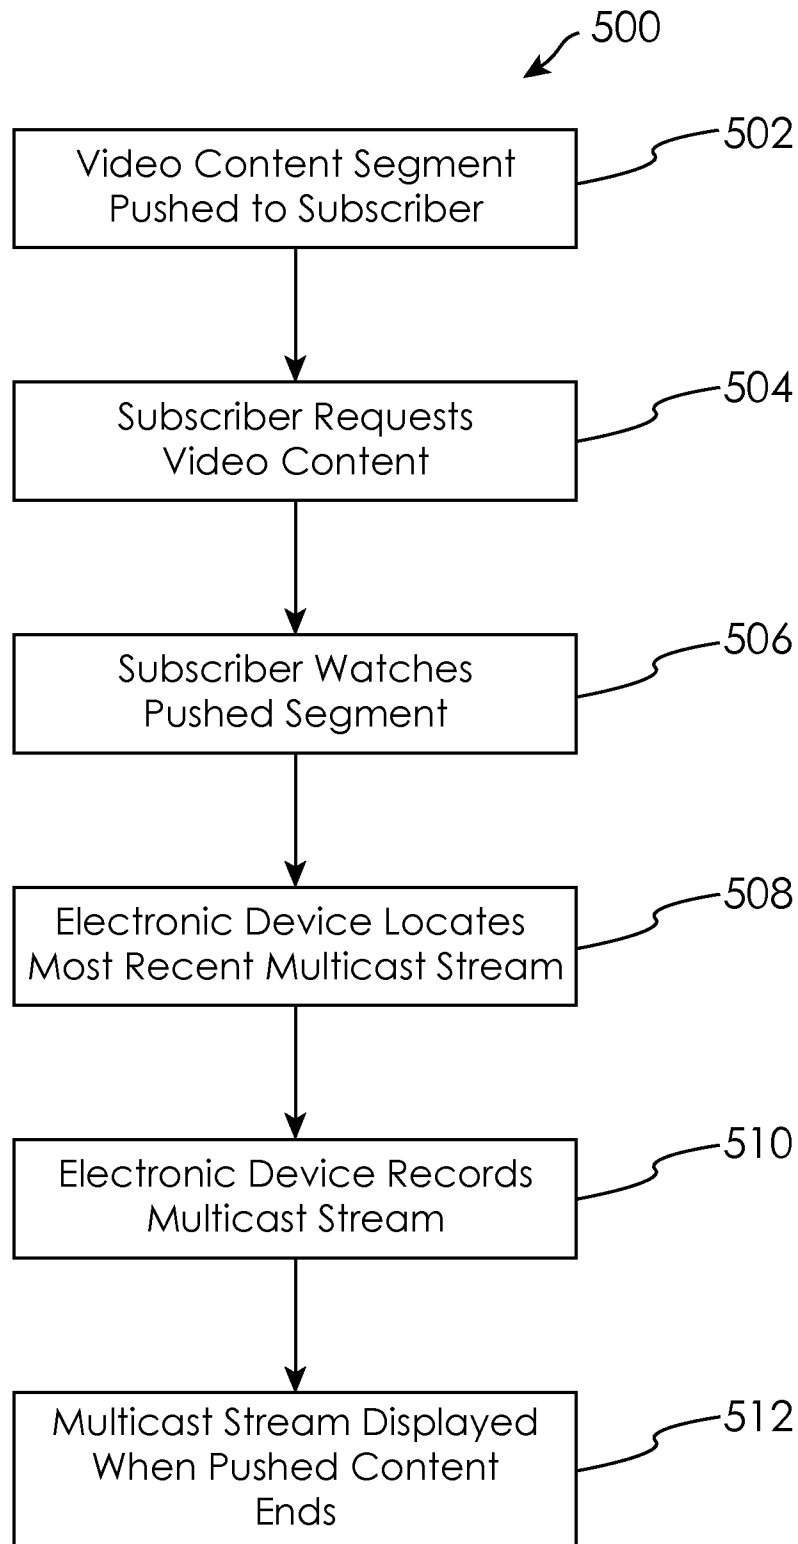 500
Video Content Segment
Pushed to Subscriber
502
Subscriber Requests
Video Content
504
Subscriber Watches
Pushed Segment
506
Electronic Device Locates
Most Recent Multicast Stream
508
Electronic Device Records
Multicast Stream
510
Multicast Stream Displayed
When Pushed Content
Ends
512